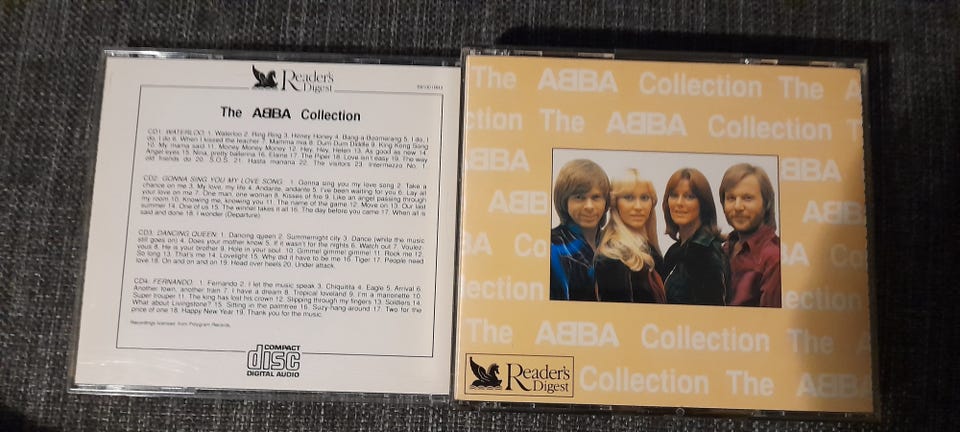 Reader's
Digest
The ABBA Collection
CD1. WATERLOO: 1. Waterloo 2. Ring Ring 3. Honey Honey 4. Bang-a-Boomerang 5. I do, I
do, I do 6. When I kissed the teacher 7. Mamma mia 8. Dum Dum Diddle 9. King Kong Song
10. My mama said 11. Money Money Money 12. Hey, Hey, Helen 13. As good as new 14.
Angel eyes 15. Nina, pretty ballerina 16. Elaine 17. The Piper 18. Love isn't easy 19. The way
old friends do 20. S.O.S. 21. Hasta manana 22. The visitors 23. Intermezzo No. 1
CD2. GONNA SING YOU MY LOVE SONG: 1. Gonna sing you my love song 2. Take a
chance on me 3. My love, my life 4. Andante, andante 5. I've been waiting for you 6. Lay all
your love on me 7. One man, one woman 8. Kisses of fire 9. Like an angel passing through
my room 10. Knowing me, knowing you 11. The name of the game 12. Move on 13. Our last
summer 14. One of us 15. The winner takes it all 16. The day before you came 17. When all is
said and done 18. I wonder (Departure)
CD3. DANCING QUEEN: 1. Dancing queen 2. Summernight city 3. Dance (while the music
still goes on) 4. Does your mother know 5. If it wasn't for the nights 6. Watch out 7. Voulez-
vous 8. He is your brother 9. Hole in your soul 10. Gimme! gimme! gimme! 11. Rock me 12.
So long 13. That's me 14. Lovelight 15. Why did it have to be me 16. Tiger 17. People need
love 18. On and on and on 19. Head over heels 20. Under attack.
CD4. FERNANDO: 1. Fernando 2. I let the music speak 3. Chiquitita 4. Eagle 5. Arrival 6.
Another town, another train 7. I have a dream 8. Tropical loveland 9. I'm a marionette 10.
Super trouper 11. The king has lost his crown 12. Slipping through my fingers 13. Soldiers 14.
What about Livingstone? 15. Sitting in the palmtree 16. Suzy-hang-around 17. Two for the
price of one 18. Happy New Year 19. Thank you for the music.
Recordings licensed from Polygram Records.
COMPACT
disc
DIGITAL AUDIO
The ABBA Collection The A
ction The ABBA Collection
ABBA ABBA
ABB ABB
BA Co BA
llection llection
The ABBA Collection The A
Collection The ABBA
Reader's
Digest